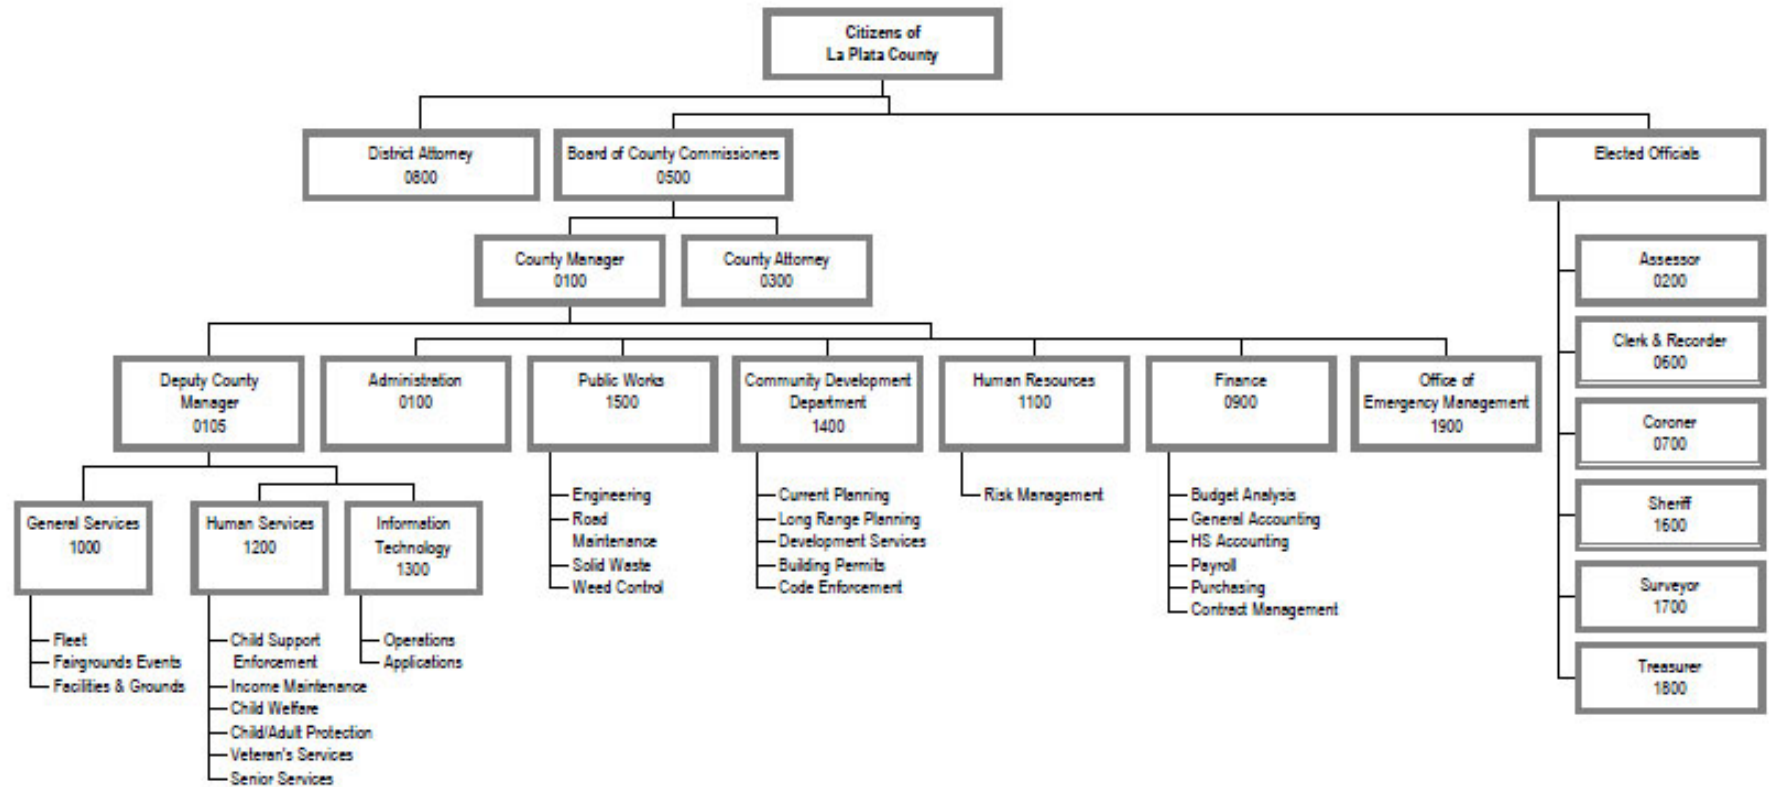 Citizens of
La Plata County
District Attorney
0800
Board of County Commissioners
0500
Elected Officials
County Manager
0100
County Attorney
0300
Assessor
0200
Clerk & Recorder
0600
Coroner
0700
Sheriff
1600
Surveyor
1700
Treasurer
1800
Deputy County
Manager
0105
Administration
0100
Public Works
1500
Community Development
Department
1400
Human Resources
1100
Finance
0900
Office of
Emergency Management
1900
Engineering
Road
Maintenance
Solid Waste
Weed Control
Current Planning
Long Range Planning
Development Services
Building Permits
Code Enforcement
Risk Management
Budget Analysis
General Accounting
HS Accounting
Payroll
Purchasing
Contract Management
General Services
1000
Human Services
1200
Information
Technology
1300
Fleet
Fairgrounds Events
Facilities & Grounds
Child Support
Enforcement
Income Maintenance
Child Welfare
Child/Adult Protection
Veteran's Services
Senior Services
Operations
Applications